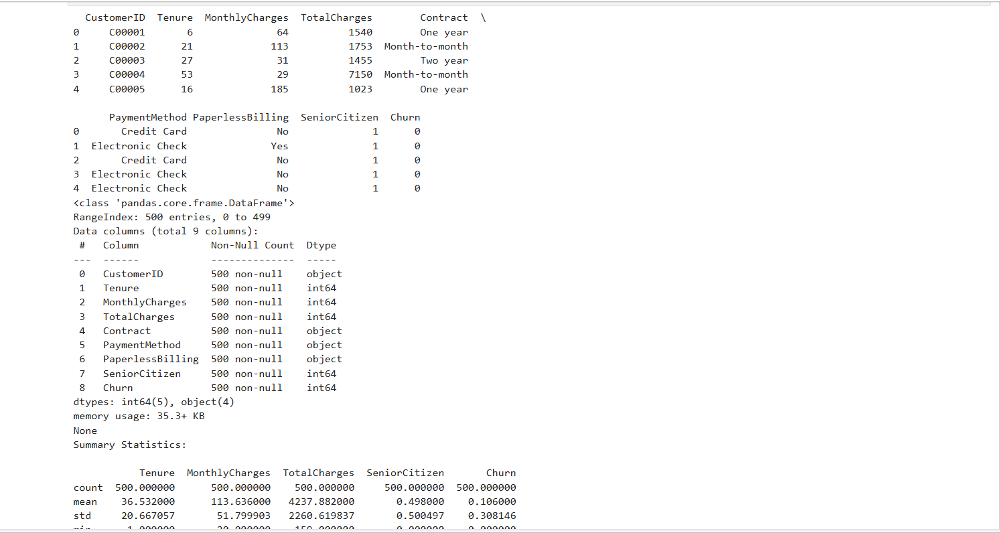 CustomerID Tenure MonthlyCharges TotalCharges Contract \
0 C00001 6 64 1540 One year
1 C00002 21 113 1753 Month-to-month
2 C00003 27 31 1455 Two year
3 C00004 53 29 7150 Month-to-month
4 C00005 16 185 1023 One year
PaymentMethod PaperlessBilling SeniorCitizen Churn
0 Credit Card No 1 0
1 Electronic Check Yes 1 0
2 Credit Card No 1 0
3 Electronic Check No 1 0
4 Electronic Check No 1 0
<class 'pandas.core.frame.DataFrame'>
RangeIndex: 500 entries, 0 to 499
Data columns (total 9 columns):
# Column Non-Null Count Dtype
--- ------ -------------- -----
0 CustomerID 500 non-null object
1 Tenure 500 non-null int64
2 MonthlyCharges 500 non-null int64
3 TotalCharges 500 non-null int64
4 Contract 500 non-null object
5 PaymentMethod 500 non-null object
6 PaperlessBilling 500 non-null object
7 SeniorCitizen 500 non-null int64
8 Churn 500 non-null int64
dtypes: int64(5), object(4)
memory usage: 35.3+ KB
None
Summary Statistics:
Tenure MonthlyCharges TotalCharges SeniorCitizen Churn
count 500.000000 500.000000 500.000000 500.000000 500.000000
mean 36.532000 113.636000 4237.882000 0.498000 0.106000
std 20.667057 51.799903 2260.619837 0.500497 0.308146